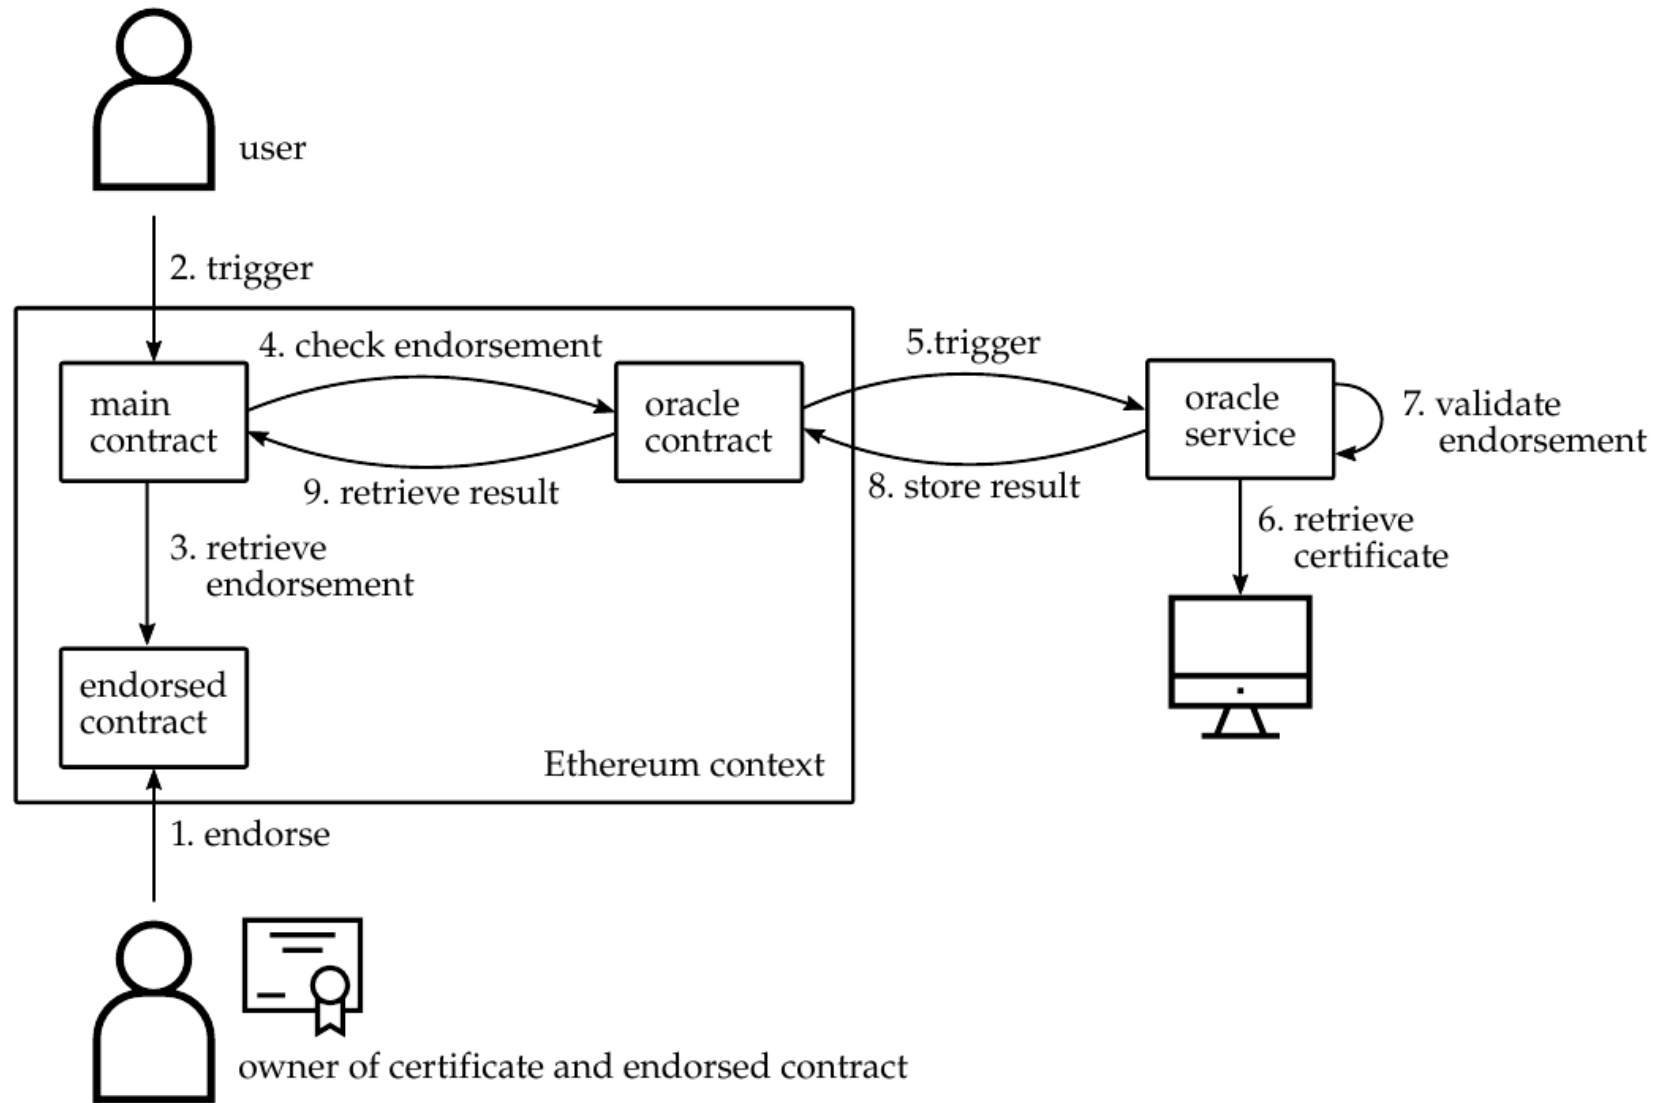 user
2. trigger
4. check endorsement
5.trigger
main
contract
oracle
contract
oracle
service
7. validate
endorsement
9. retrieve result
8. store result
3. retrieve
endorsement
6. retrieve
certificate
endorsed
contract
Ethereum context
1. endorse
owner of certificate and endorsed contract